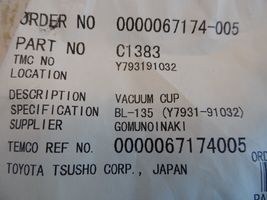 ORDER NO 0000067174-005
PART NO C1383
TMC NO Y793191032
LOCATION
DESCRIPTION VACUUM CUP
SPECIFICATION BL-135 (Y7931-91032)
SUPPLIER GOMUNOINAKI
TEMCO REF NO. 0000067174005
TOYOTA TSUSHO CORP., JAPAN
ORD